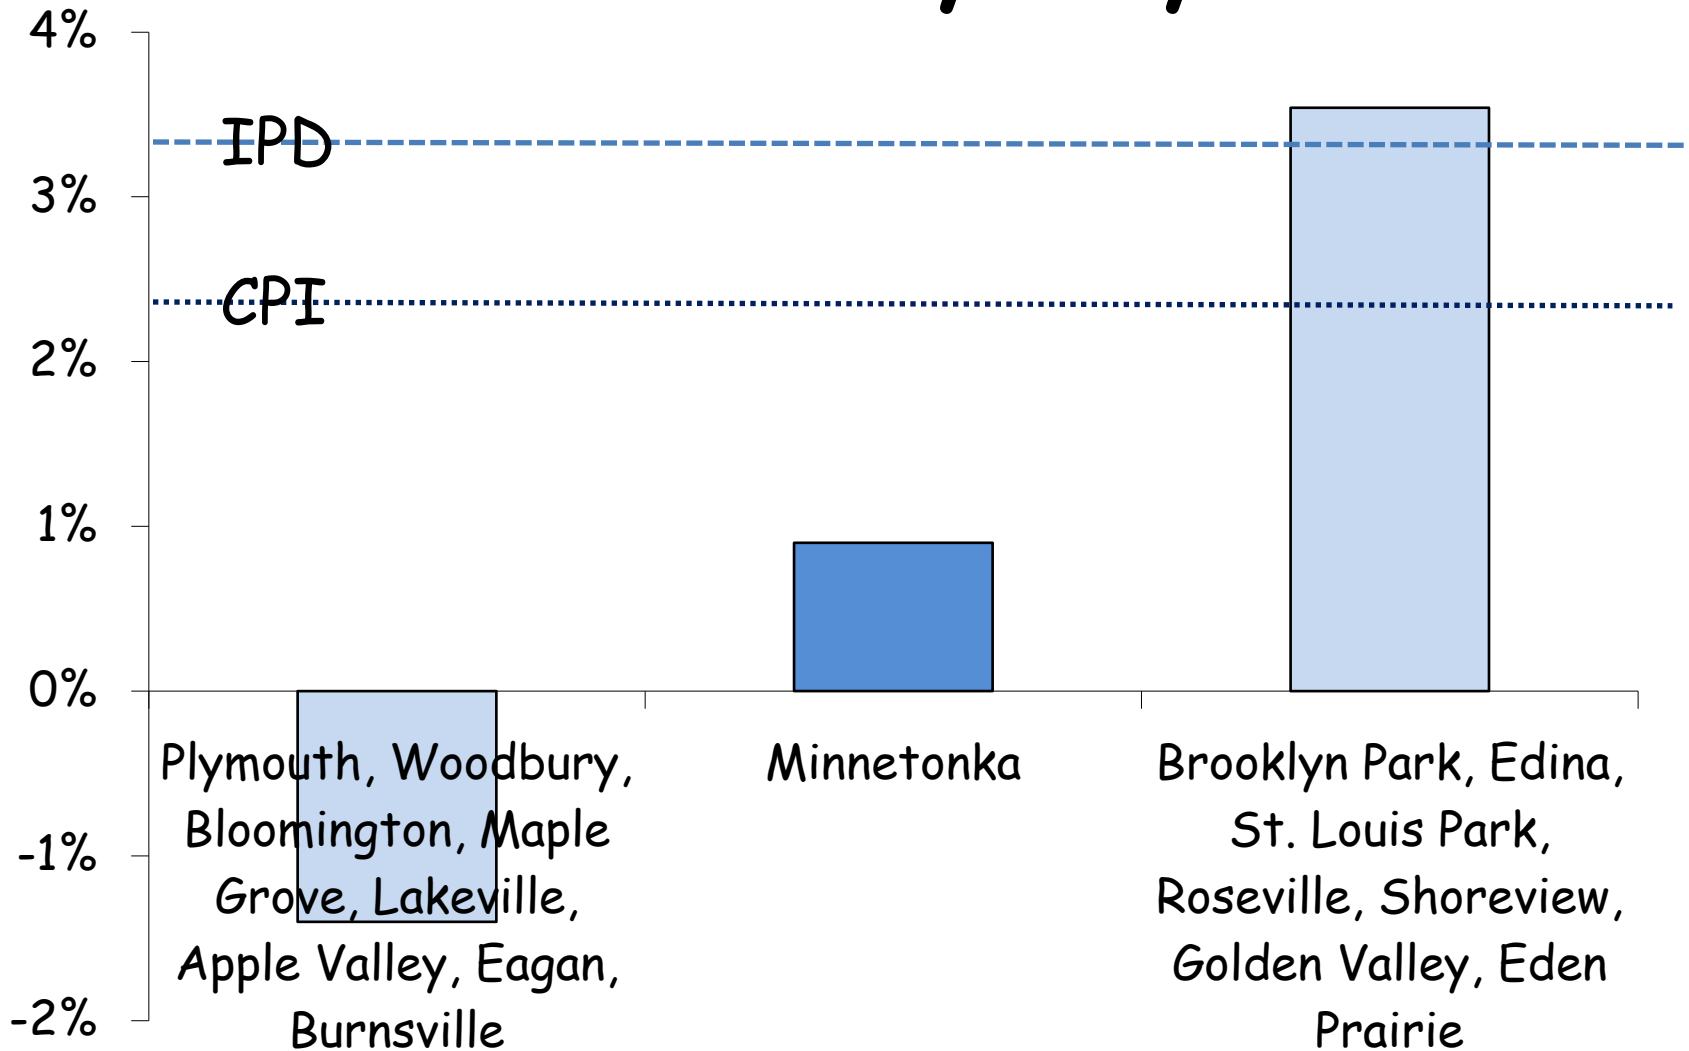 4%
IPD
3%
CPI
2%
1%
0%
-1%
-2%
Plymouth, Woodbury,
Bloomington, Maple
Grove, Lakeville,
Apple Valley, Eagan,
Burnsville
Minnetonka
Brooklyn Park, Edina,
St. Louis Park,
Roseville, Shoreview,
Golden Valley, Eden
Prairie